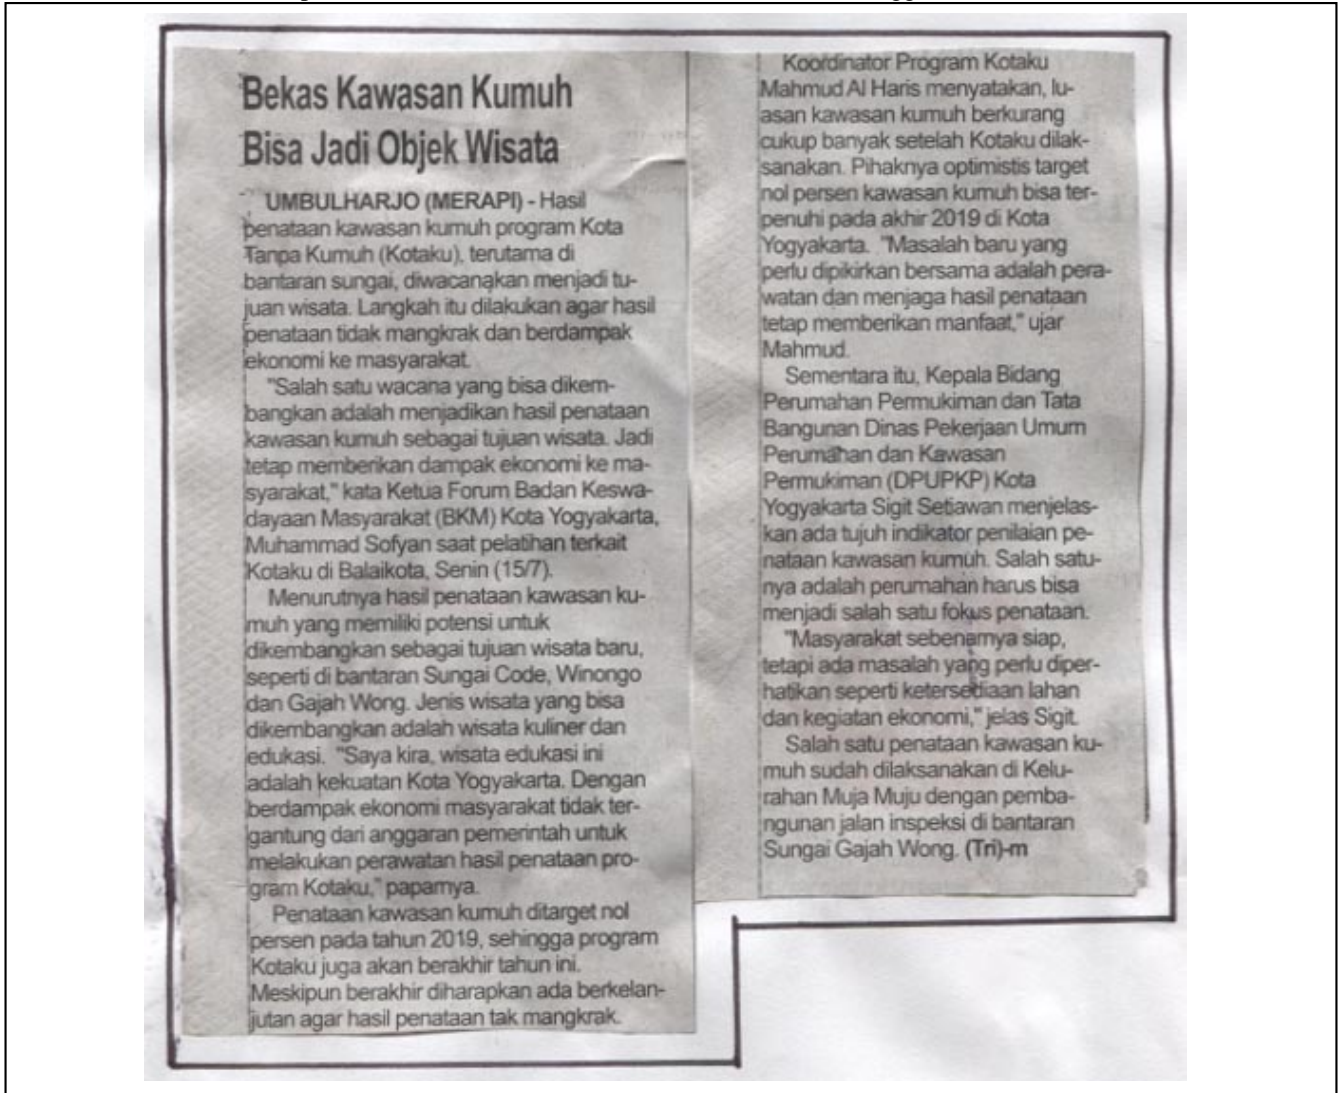 Bekas Kawasan Kumuh
Bisa Jadi Objek Wisata
UMBULHARJO (MERAPI) - Hasil
penataan kawasan kumuh program Kota
Tanpa Kumuh (Kotaku), terutama di
bantaran sungai, diwacanakan menjadi tu-
juan wisata. Langkah itu dilakukan agar hasil
penataan tidak mangkrak dan berdampak
ekonomi ke masyarakat.
"Salah satu wacana yang bisa dikem-
bangkan adalah menjadikan hasil penataan
kawasan kumuh sebagai tujuan wisata. Jadi
tetap memberikan dampak ekonomi ke ma-
syarakat," kata Ketua Forum Badan Keswa-
dayaan Masyarakat (BKM) Kota Yogyakarta,
Muhammad Sofyan saat pelatihan terkait
Kotaku di Balaikota, Senin (15/7).
Menurutnya hasil penataan kawasan ku-
muh yang memiliki potensi untuk
dikembangkan sebagai tujuan wisata baru,
seperti di bantaran Sungai Code, Winongo
dan Gajah Wong. Jenis wisata yang bisa
dikembangkan adalah wisata kuliner dan
edukasi. "Saya kira, wisata edukasi ini
adalah kekuatan Kota Yogyakarta. Dengan
berdampak ekonomi masyarakat tidak ter-
gantung dari anggaran pemerintah untuk
melakukan perawatan hasil penataan pro-
gram Kotaku," paparnya.
Penataan kawasan kumuh ditarget nol
persen pada tahun 2019, sehingga program
Kotaku juga akan berakhir tahun ini.
Meskipun berakhir diharapkan ada berkelan-
jutan agar hasil penataan tak mangkrak.
Koordinator Program Kotaku
Mahmud Al Haris menyatakan, lu-
asan kawasan kumuh berkurang
cukup banyak setelah Kotaku dilak-
sanakan. Pihaknya optimistis target
nol persen kawasan kumuh bisa ter-
penuhi pada akhir 2019 di Kota
Yogyakarta. "Masalah baru yang
perlu dipikirkan bersama adalah pera-
watan dan menjaga hasil penataan
tetap memberikan manfaat," ujar
Mahmud.
Sementara itu, Kepala Bidang
Perumahan Permukiman dan Tata
Bangunan Dinas Pekerjaan Umum
Perumahan dan Kawasan
Permukiman (DPUPKP) Kota
Yogyakarta Sigit Setiawan menjelas-
kan ada tujuh indikator penilaian pe-
nataan kawasan kumuh. Salah satu-
nya adalah perumahan harus bisa
menjadi salah satu fokus penataan.
"Masyarakat sebenarnya siap,
tetapi ada masalah yang perlu diper-
hatikan seperti ketersediaan lahan
dan kegiatan ekonomi," jelas Sigit.
Salah satu penataan kawasan ku-
muh sudah dilaksanakan di Kelu-
rahan Muja Muju dengan pemba-
ngunan jalan inspeksi di bantaran
Sungai Gajah Wong. (Tri)-m